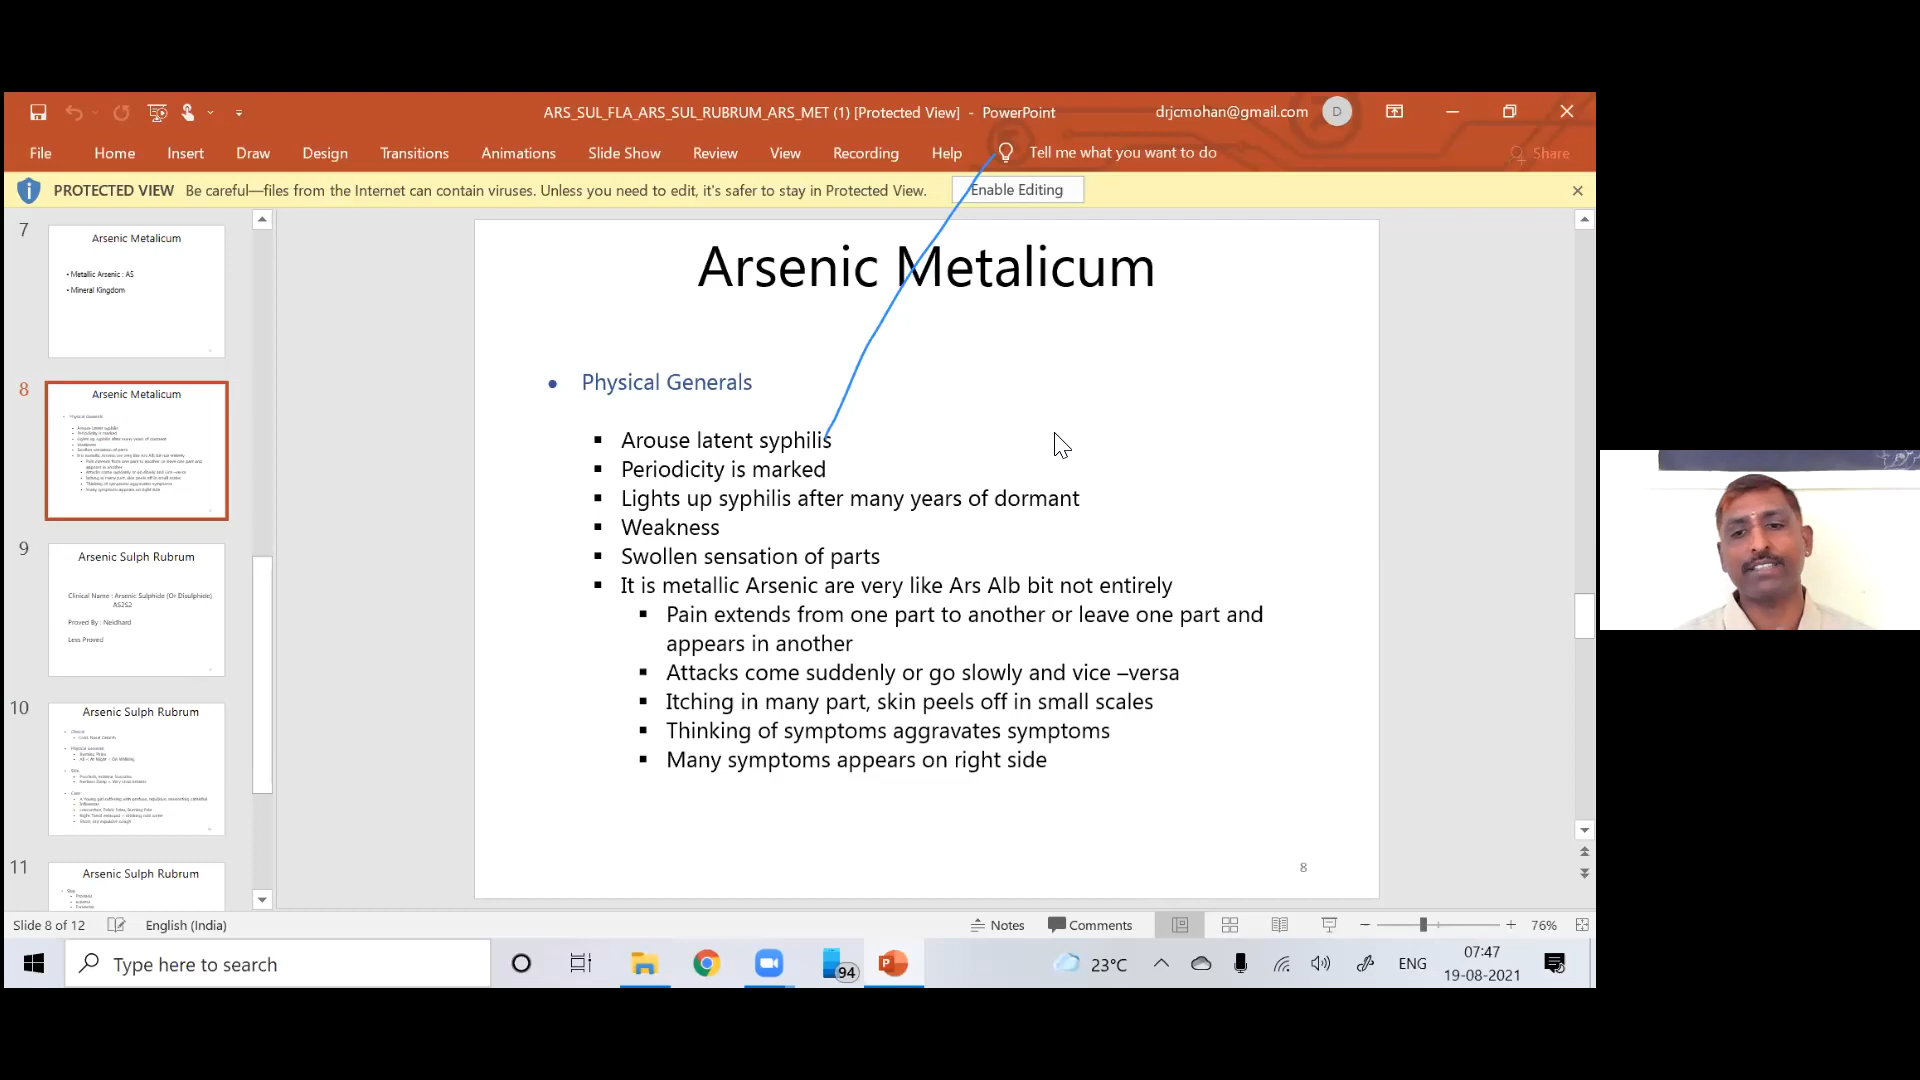 ARS_SUL_FLA_ARS_SUL_RUBRUM_ARS_MET (1) [Protected View] - PowerPoint
drjcmohan@gmail.com
D
File Home Insert Draw Design Transitions Animations Slide Show Review View Recording Help Tell me what you want to do Share
PROTECTED VIEW Be careful—files from the Internet can contain viruses. Unless you need to edit, it's safer to stay in Protected View. Enable Editing
7
Arsenic Metalicum
• Metallic Arsenic : AS
• Mineral Kingdom
8
Arsenic Metalicum
9
Arsenic Sulph Rubrum
Clinical Name : Arsenic Sulphide (Or Disulphide)
AS2S2
Proved By : Neidhard
Less Proved
10
Arsenic Sulph Rubrum
11
Arsenic Sulph Rubrum
Arsenic Metalicum
• Physical Generals
▪ Arouse latent syphilis
▪ Periodicity is marked
▪ Lights up syphilis after many years of dormant
▪ Weakness
▪ Swollen sensation of parts
▪ It is metallic Arsenic are very like Ars Alb bit not entirely
▪ Pain extends from one part to another or leave one part and
appears in another
▪ Attacks come suddenly or go slowly and vice –versa
▪ Itching in many part, skin peels off in small scales
▪ Thinking of symptoms aggravates symptoms
▪ Many symptoms appears on right side
8
Slide 8 of 12 English (India) Notes Comments 76%
Type here to search
94
23°C
ENG
07:47
19-08-2021